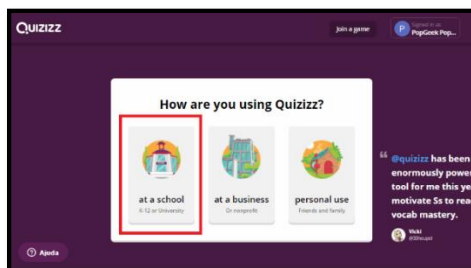 QUIZIZZ
Join a game
P
Signed in as
PopGeek Pop...
How are you using Quizizz?
at a school
K-12 or University
at a business
Or nonprofit
personal use
Friends and family
“ @quizizz has been
enormously power
tool for me this ye
motivate Ss to rea
vocab mastery.
Vicki
Ajuda